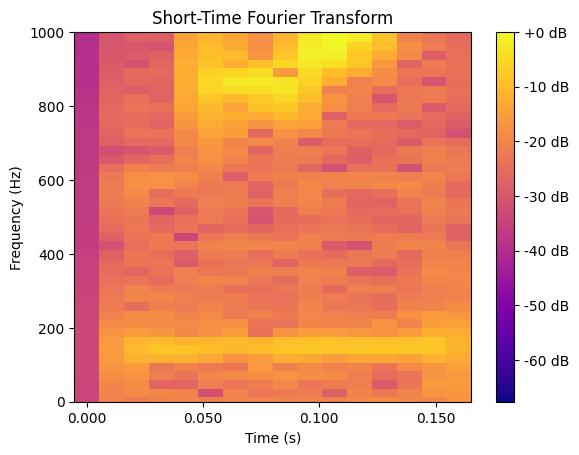 Short-Time Fourier Transform
1000
800
600
400
200
0
Frequency (Hz)
0.000
0.050
0.100
0.150
Time (s)
+0 dB
-10 dB
-20 dB
-30 dB
-40 dB
-50 dB
-60 dB